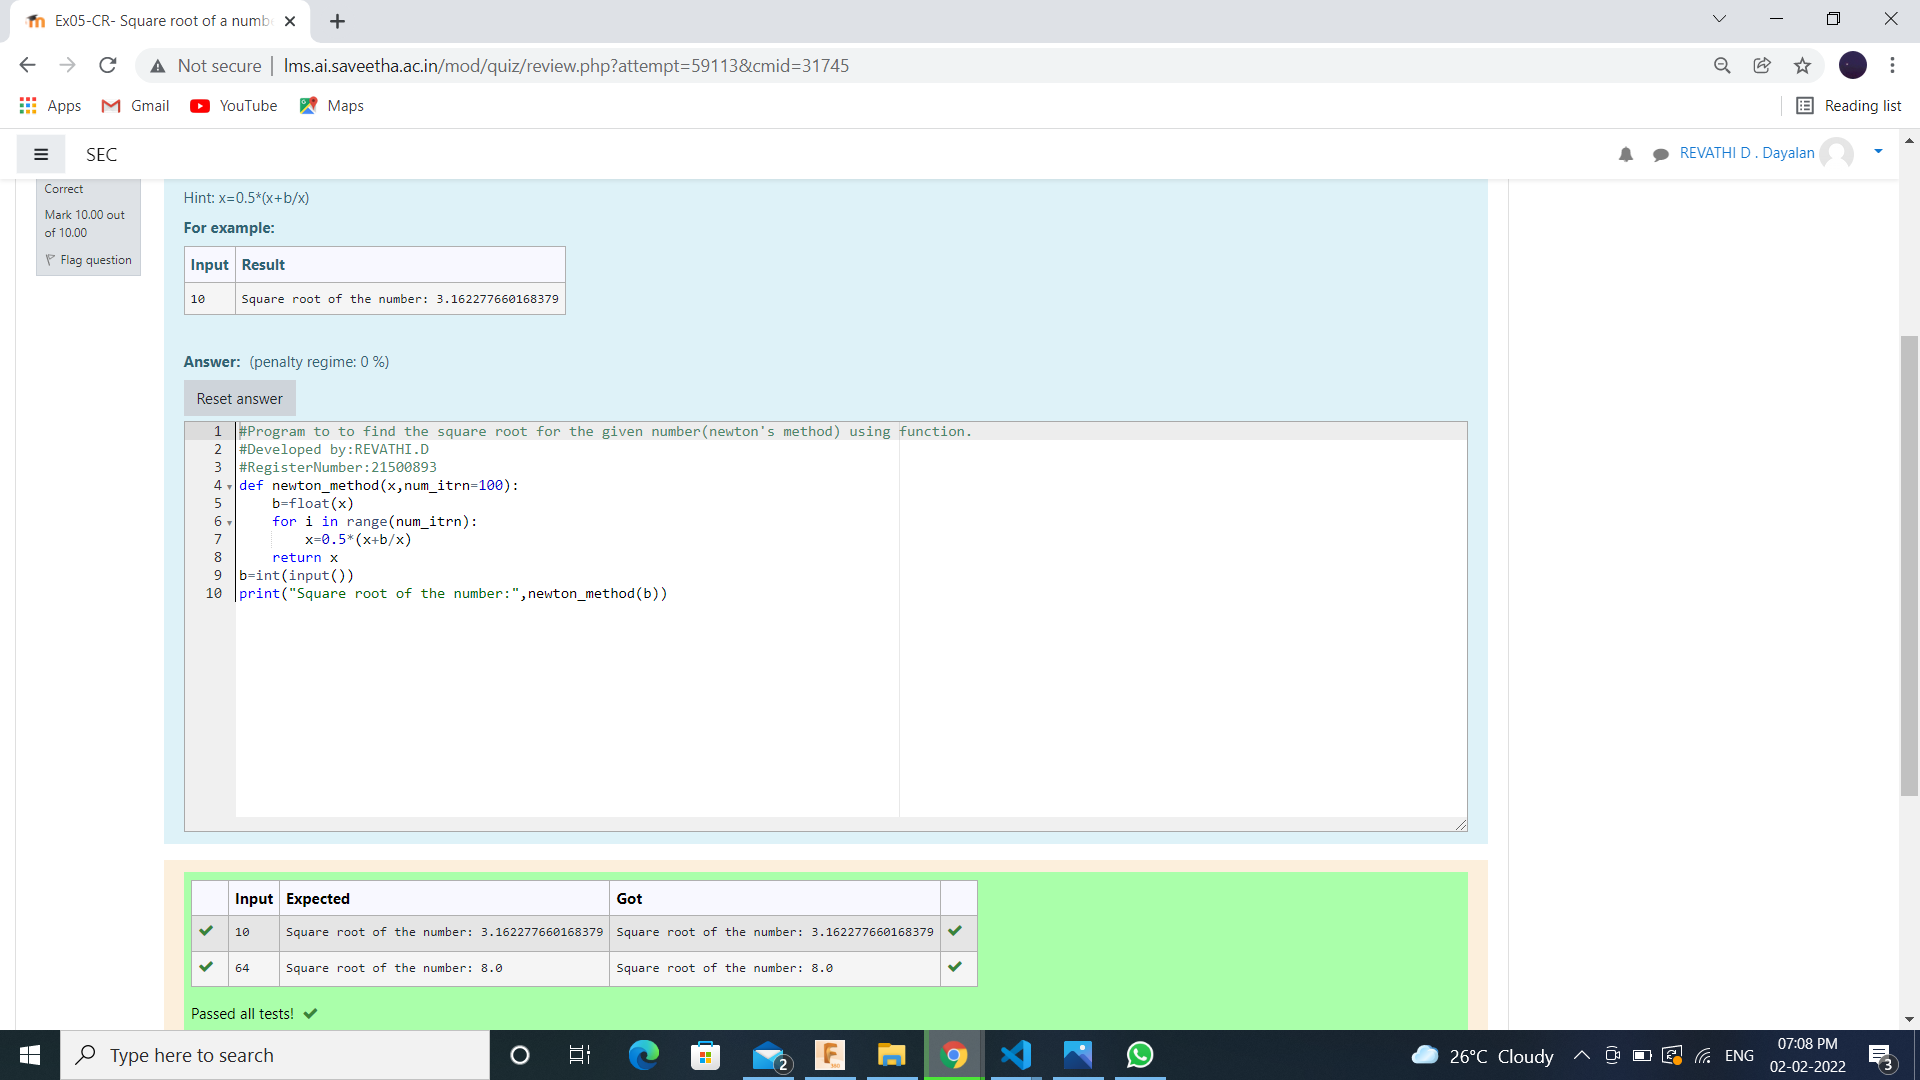 Ex05-CR- Square root of a numb
Not secure | lms.ai.saveetha.ac.in/mod/quiz/review.php?attempt=59113&cmid=31745
Apps Gmail YouTube Maps Reading list
SEC REVATHI D . Dayalan
Correct
Mark 10.00 out
of 10.00
Flag question
Hint: x=0.5*(x+b/x)
For example:
Input Result
10 Square root of the number: 3.162277660168379
Answer: (penalty regime: 0 %)
Reset answer
1 #Program to to find the square root for the given number(newton's method) using function.
2 #Developed by:REVATHI.D
3 #RegisterNumber:21500893
4 def newton_method(x,num_itrn=100):
5     b=float(x)
6     for i in range(num_itrn):
7         x=0.5*(x+b/x)
8     return x
9 b=int(input())
10 print("Square root of the number:",newton_method(b))
Input Expected Got
10 Square root of the number: 3.162277660168379 Square root of the number: 3.162277660168379
64 Square root of the number: 8.0 Square root of the number: 8.0
Passed all tests!
Type here to search
2
F
26°C Cloudy
ENG
07:08 PM
02-02-2022
3